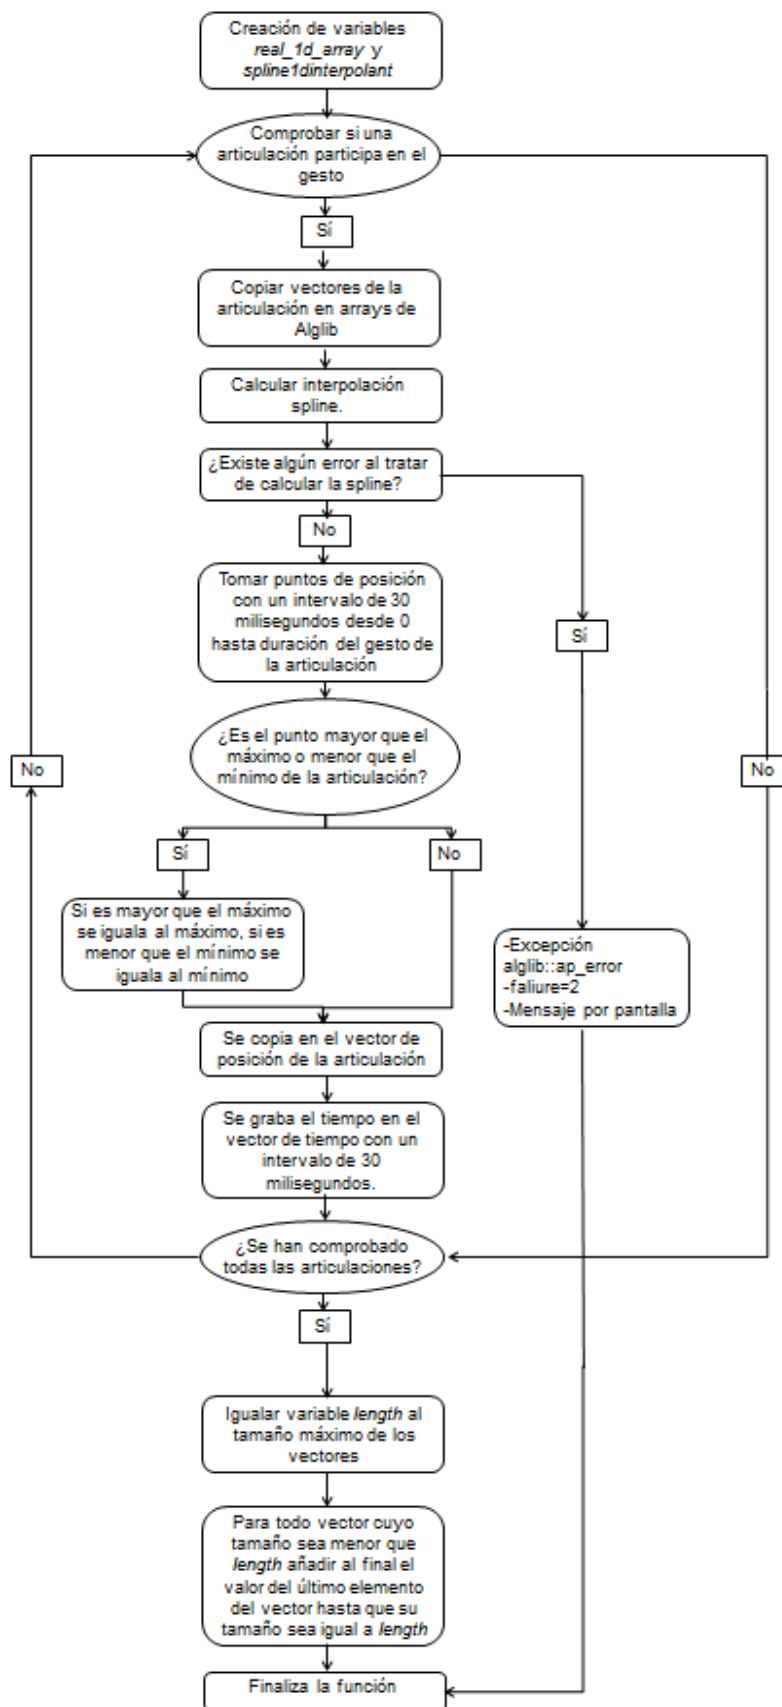 Creación de variables
real_1d_array y
spline1dinterpolant
Comprobar si una
articulación participa en el
gesto
Sí
Copiar vectores de la
articulación en arrays de
Alglib
Calcular interpolación
spline.
¿Existe algún error al tratar
de calcular la spline?
No
Tomar puntos de posición
con un intervalo de 30
milisegundos desde 0
hasta duración del gesto de
la articulación
Sí
¿Es el punto mayor que el
máximo o menor que el
mínimo de la articulación?
No
No
Sí
No
Si es mayor que el máximo
se iguala al máximo, si es
menor que el mínimo se
iguala al mínimo
-Excepción
alglib::ap_error
-faliure=2
-Mensaje por pantalla
Se copia en el vector de
posición de la articulación
Se graba el tiempo en el
vector de tiempo con un
intervalo de 30
milisegundos.
¿Se han comprobado
todas las articulaciones?
Sí
Igualar variable length al
tamaño máximo de los
vectores
Para todo vector cuyo
tamaño sea menor que
length añadir al final el
valor del último elemento
del vector hasta que su
tamaño sea igual a length
Finaliza la función